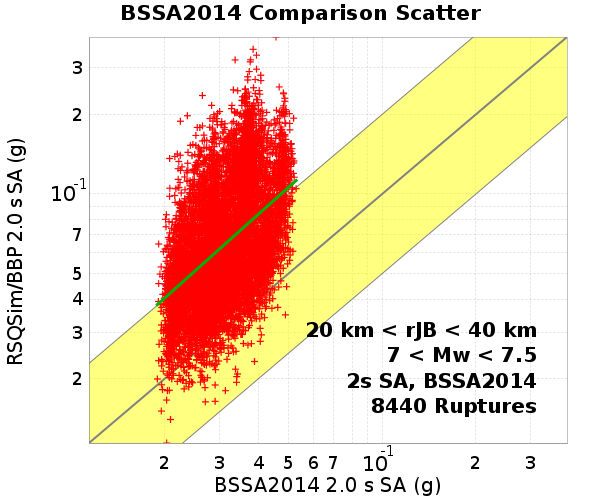 BSSA2014 Comparison Scatter
RSQSim/BBP 2.0 s SA (g)
3
2
10-1
7
5
4
3
2
20 km < rJB < 40 km
7 < Mw < 7.5
2s SA, BSSA2014
8440 Ruptures
2 3 4 5 6 7 10-1 2 3
BSSA2014 2.0 s SA (g)